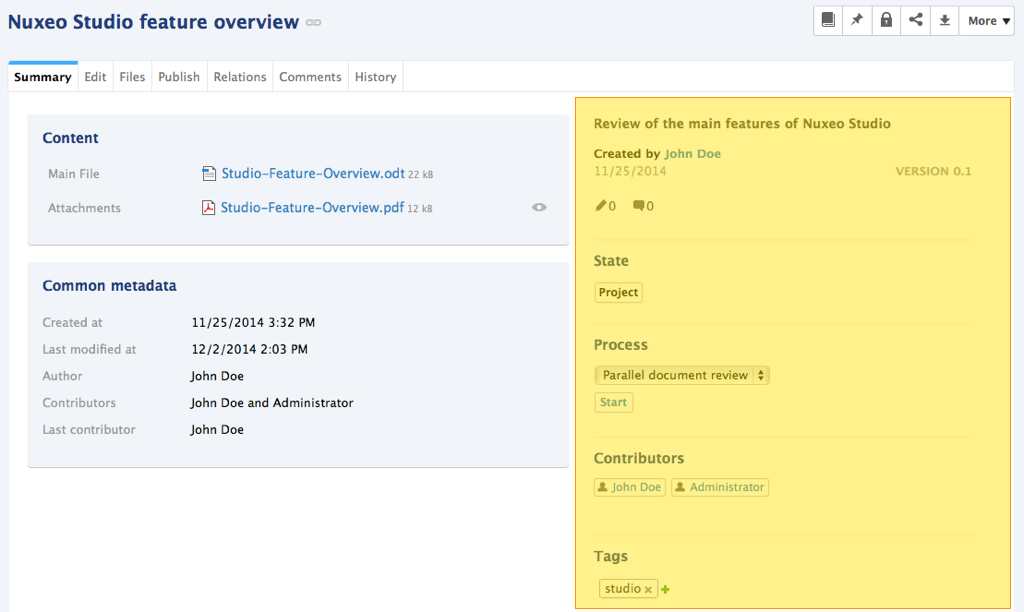 Nuxeo Studio feature overview
More ▼
Summary Edit Files Publish Relations Comments History
Content
Main File Studio-Feature-Overview.odt 22 kB
Attachments Studio-Feature-Overview.pdf 12 kB
Common metadata
Created at 11/25/2014 3:32 PM
Last modified at 12/2/2014 2:03 PM
Author John Doe
Contributors John Doe and Administrator
Last contributor John Doe
Review of the main features of Nuxeo Studio
Created by John Doe
11/25/2014 VERSION 0.1
0 0
State
Project
Process
Parallel document review
Start
Contributors
John Doe Administrator
Tags
studio x +